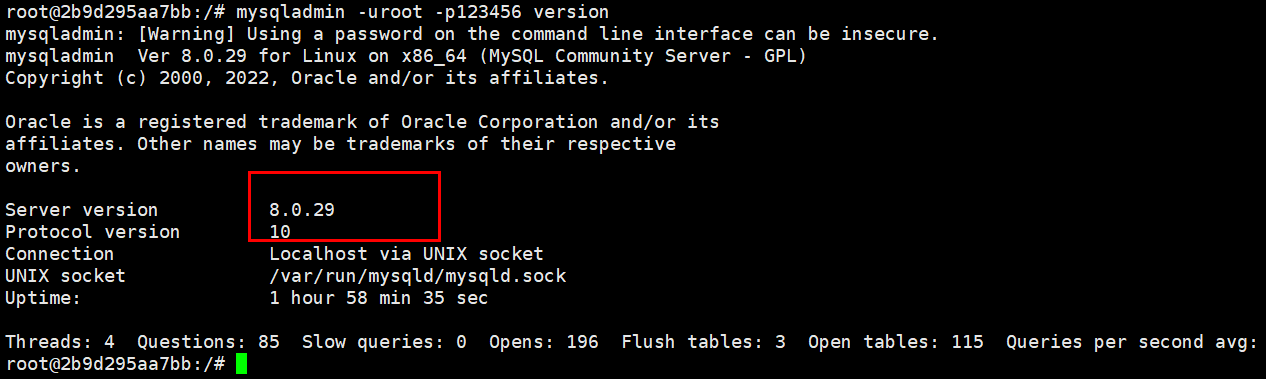 root@2b9d295aa7bb:/# mysqladmin -uroot -p123456 version
mysqladmin: [Warning] Using a password on the command line interface can be insecure.
mysqladmin  Ver 8.0.29 for Linux on x86_64 (MySQL Community Server - GPL)
Copyright (c) 2000, 2022, Oracle and/or its affiliates.

Oracle is a registered trademark of Oracle Corporation and/or its
affiliates. Other names may be trademarks of their respective
owners.

Server version          8.0.29
Protocol version        10
Connection              Localhost via UNIX socket
UNIX socket             /var/run/mysqld/mysqld.sock
Uptime:                 1 hour 58 min 35 sec

Threads: 4  Questions: 85  Slow queries: 0  Opens: 196  Flush tables: 3  Open tables: 115  Queries per second avg:
root@2b9d295aa7bb:/#